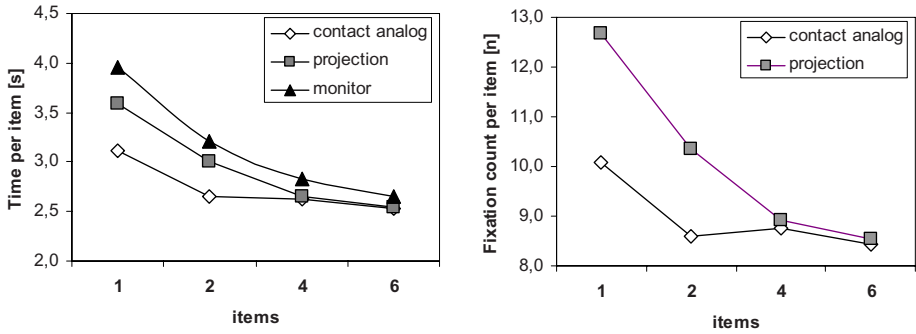 4,5
4,0
3,5
3,0
2,5
2,0
Time per item [s]
contact analog
projection
monitor
1 2 4 6
items
13,0
12,0
11,0
10,0
9,0
8,0
Fixation count per item [n]
contact analog
projection
1 2 4 6
items